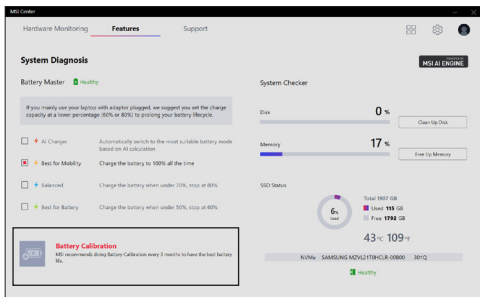 MSI Center
Hardware Monitoring
Features
Support
System Diagnosis
MSI AI ENGINE
Battery Master
Healthy
System Checker
If you mainly use your laptop with adapter plugged, we suggest you set the charge
capacity at a lower percentage (60% or 80%) to prolong your battery lifecycle.
Disk
0 %
Clean Up Disk
AI Charger
Automatically switch to the most suitable battery mode
based on AI calculation
Memory
17 %
Free Up Memory
Best for Mobility
Charge the battery to 100% all the time
Balanced
Charge the battery when under 70%, stop at 80%
Best for Battery
Charge the battery when under 50%, stop at 60%
SSD Status
6%
Used
Total 1907 GB
Used 115 GB
Free 1792 GB
43 °C 109 °F
Battery Calibration
MSI recommends doing Battery Calibration every 3 months to have the best battery
life.
NVMe SAMSUNG MZVL21T0HCLR-00B00 301Q
Healthy